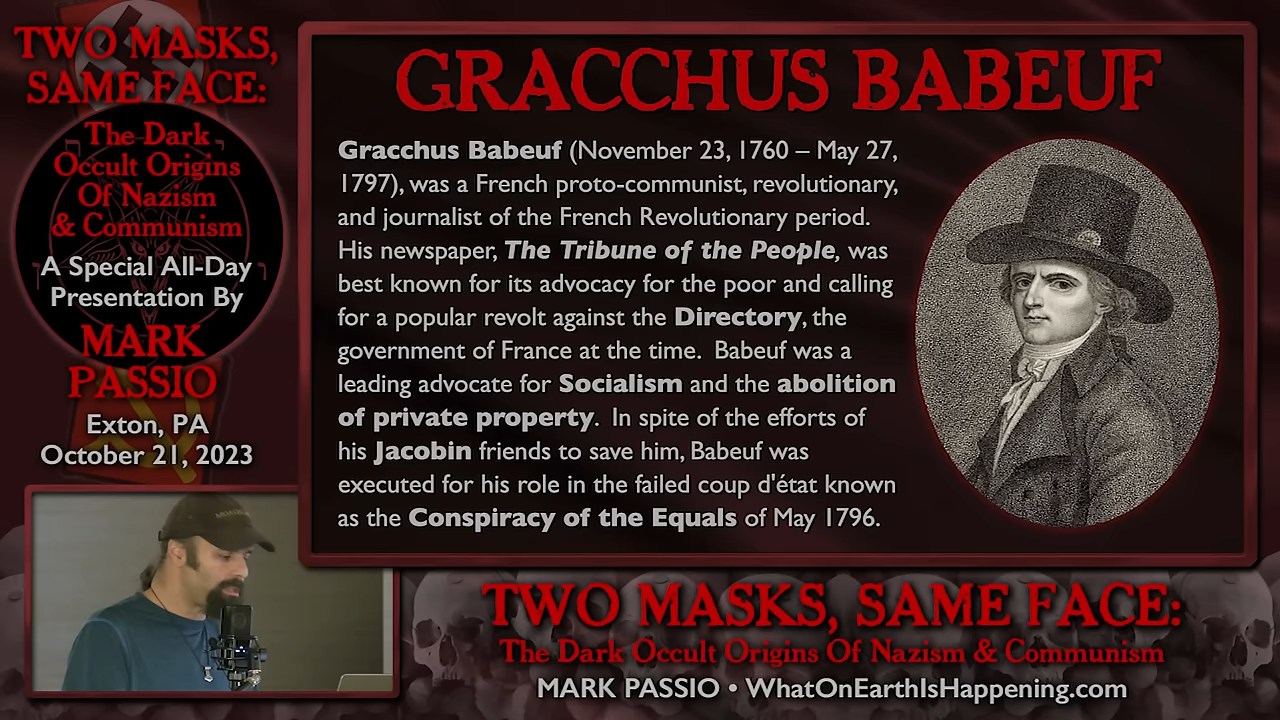 TWO MASKS,
SAME FACE:
The Dark
Occult Origins
Of Nazism
& Communism
A Special All-Day
Presentation By
MARK
PASSIO
Exton, PA
October 21, 2023
GRACCHUS BABEUF
Gracchus Babeuf (November 23, 1760 – May 27,
1797), was a French proto-communist, revolutionary,
and journalist of the French Revolutionary period.
His newspaper, The Tribune of the People, was
best known for its advocacy for the poor and calling
for a popular revolt against the Directory, the
government of France at the time.  Babeuf was a
leading advocate for Socialism and the abolition
of private property.  In spite of the efforts of
his Jacobin friends to save him, Babeuf was
executed for his role in the failed coup d'état known
as the Conspiracy of the Equals of May 1796.
TWO MASKS, SAME FACE:
The Dark Occult Origins Of Nazism & Communism
MARK PASSIO • WhatOnEarthIsHappening.com